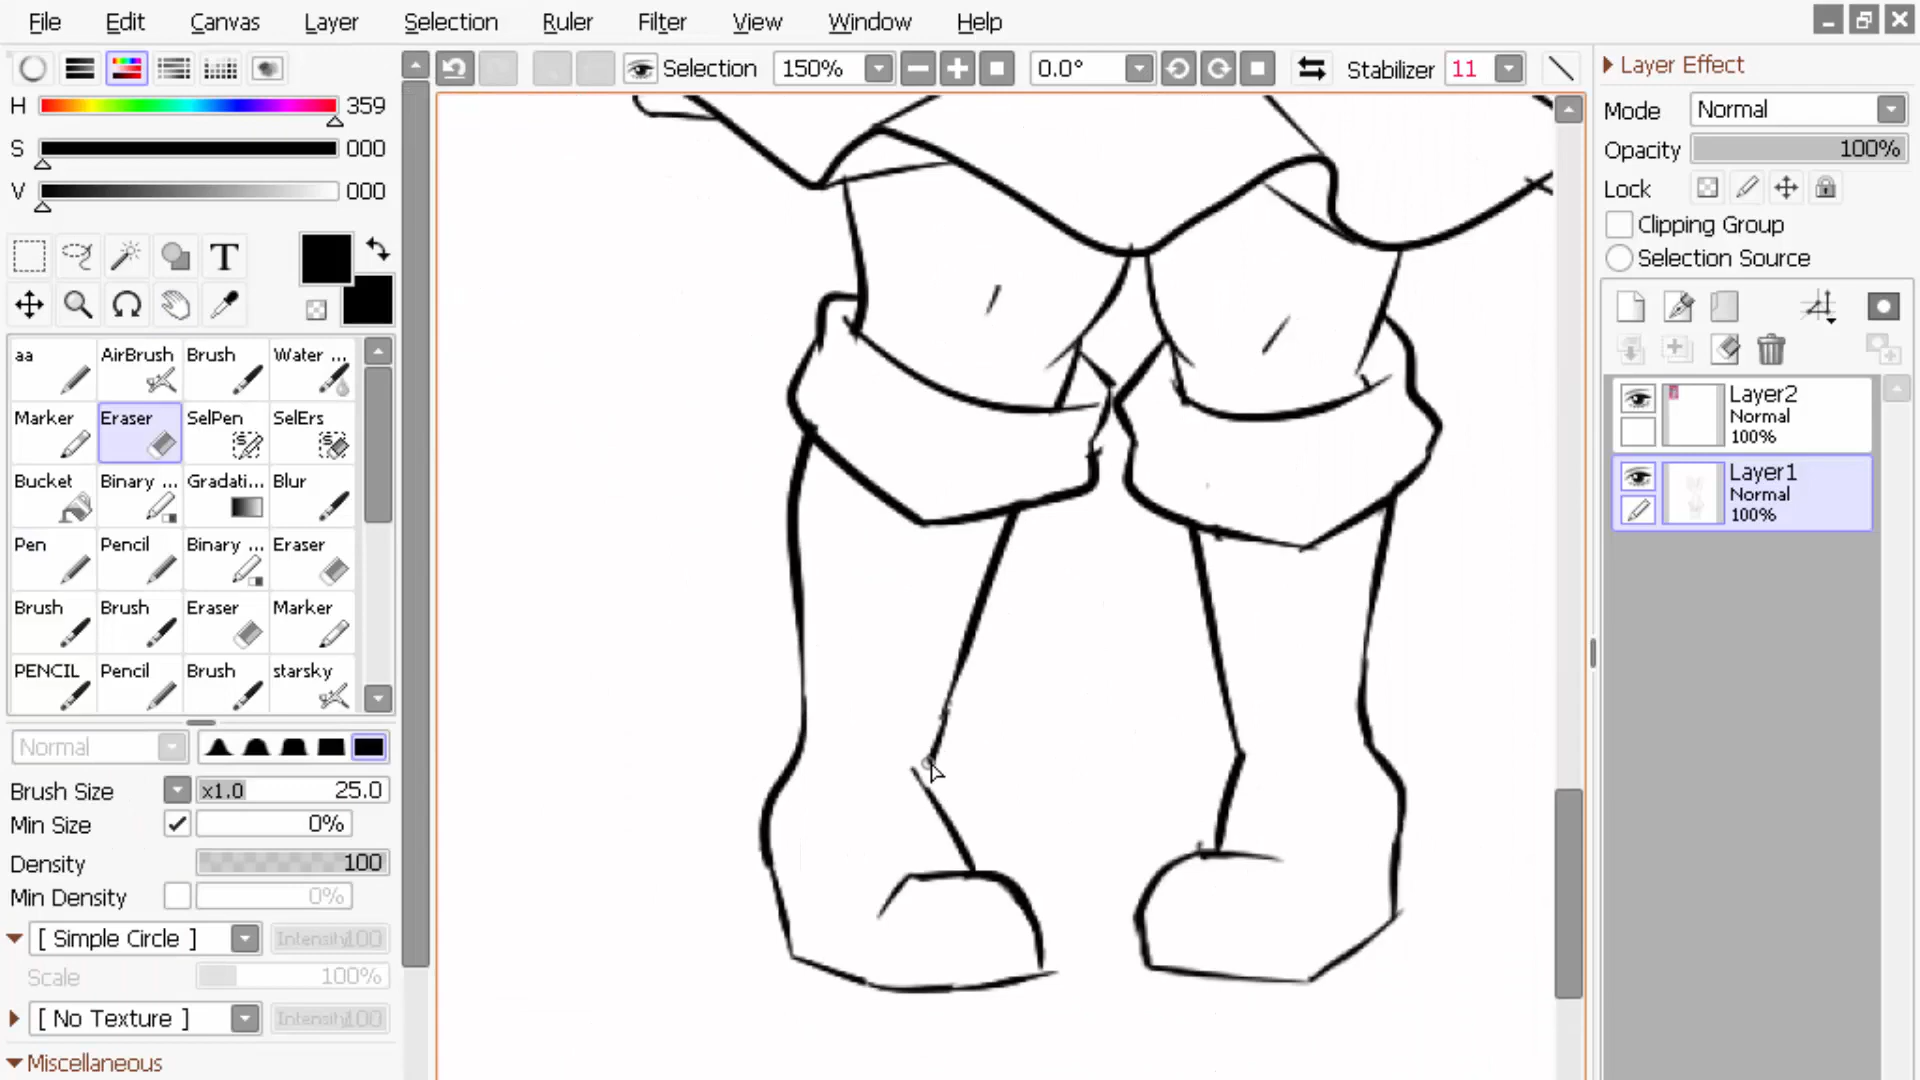 File Edit Canvas Layer Selection Ruler Filter View Window Help
Selection 150% 0.0° Stabilizer 11
Layer Effect
H 359
S 000
V 000
Mode Normal
Opacity 100%
Lock
Clipping Group
Selection Source
T
aa AirBrush Brush Water ...
Marker Eraser SelPen SelErs
Bucket Binary ... Gradati... Blur
Pen Pencil Binary ... Eraser
Brush Brush Eraser Marker
PENCIL Pencil Brush starsky
Layer2
Normal
100%
Layer1
Normal
100%
Normal
Brush Size x1.0 25.0
Min Size 0%
Density 100
Min Density 0%
[ Simple Circle ] Intensity 100
Scale 100%
[ No Texture ] Intensity 100
Miscellaneous